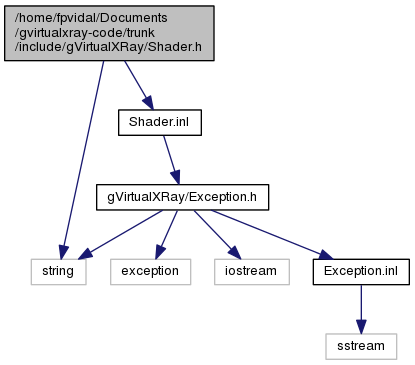 /home/fpvidal/Documents
/gvirtualxray-code/trunk
/include/gVirtualXRay/Shader.h
Shader.inl
gVirtualXRay/Exception.h
string
exception
iostream
Exception.inl
sstream